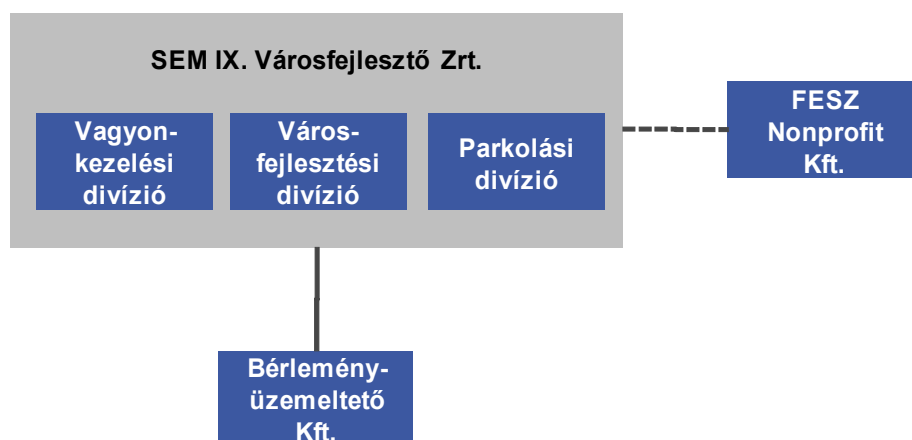 SEM IX. Városfejlesztő Zrt.
Vagyon-
kezelési
divízió
Város-
fejlesztési
divízió
Parkolási
divízió
FESZ
Nonprofit
Kft.
Bérlemény-
üzemeltető
Kft.